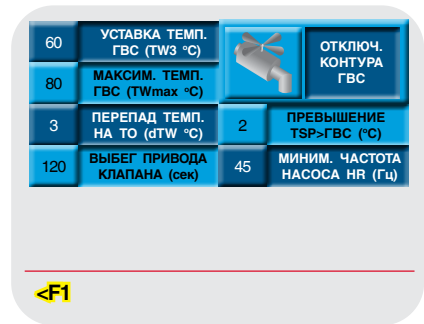 60
УСТАВКА ТЕМП.
ГВС (TW3 °C)
ОТКЛЮЧ.
КОНТУРА
ГВС
80
МАКСИМ. ТЕМП.
ГВС (TWmax °C)
3
ПЕРЕПАД ТЕМП.
НА ТО (dTW °C)
2
ПРЕВЫШЕНИЕ
TSP>ГВС (°C)
120
ВЫБЕГ ПРИВОДА
КЛАПАНА (сек)
45
МИНИМ. ЧАСТОТА
НАСОСА HR (Гц)
<F1